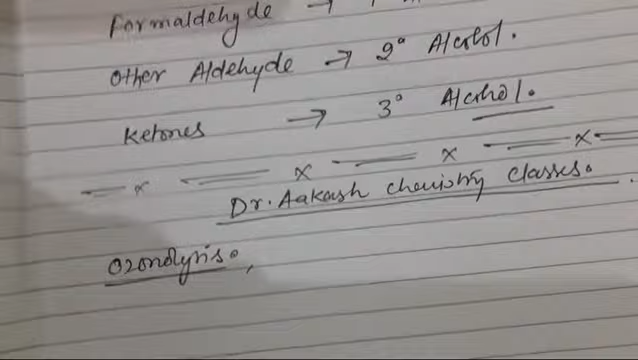 Formaldehyde →
Other Aldehyde → 2° Alcohol.
Ketones → 3° Alcohol.
Dr. Aakash chemistry classes.
Ozonolysis.,